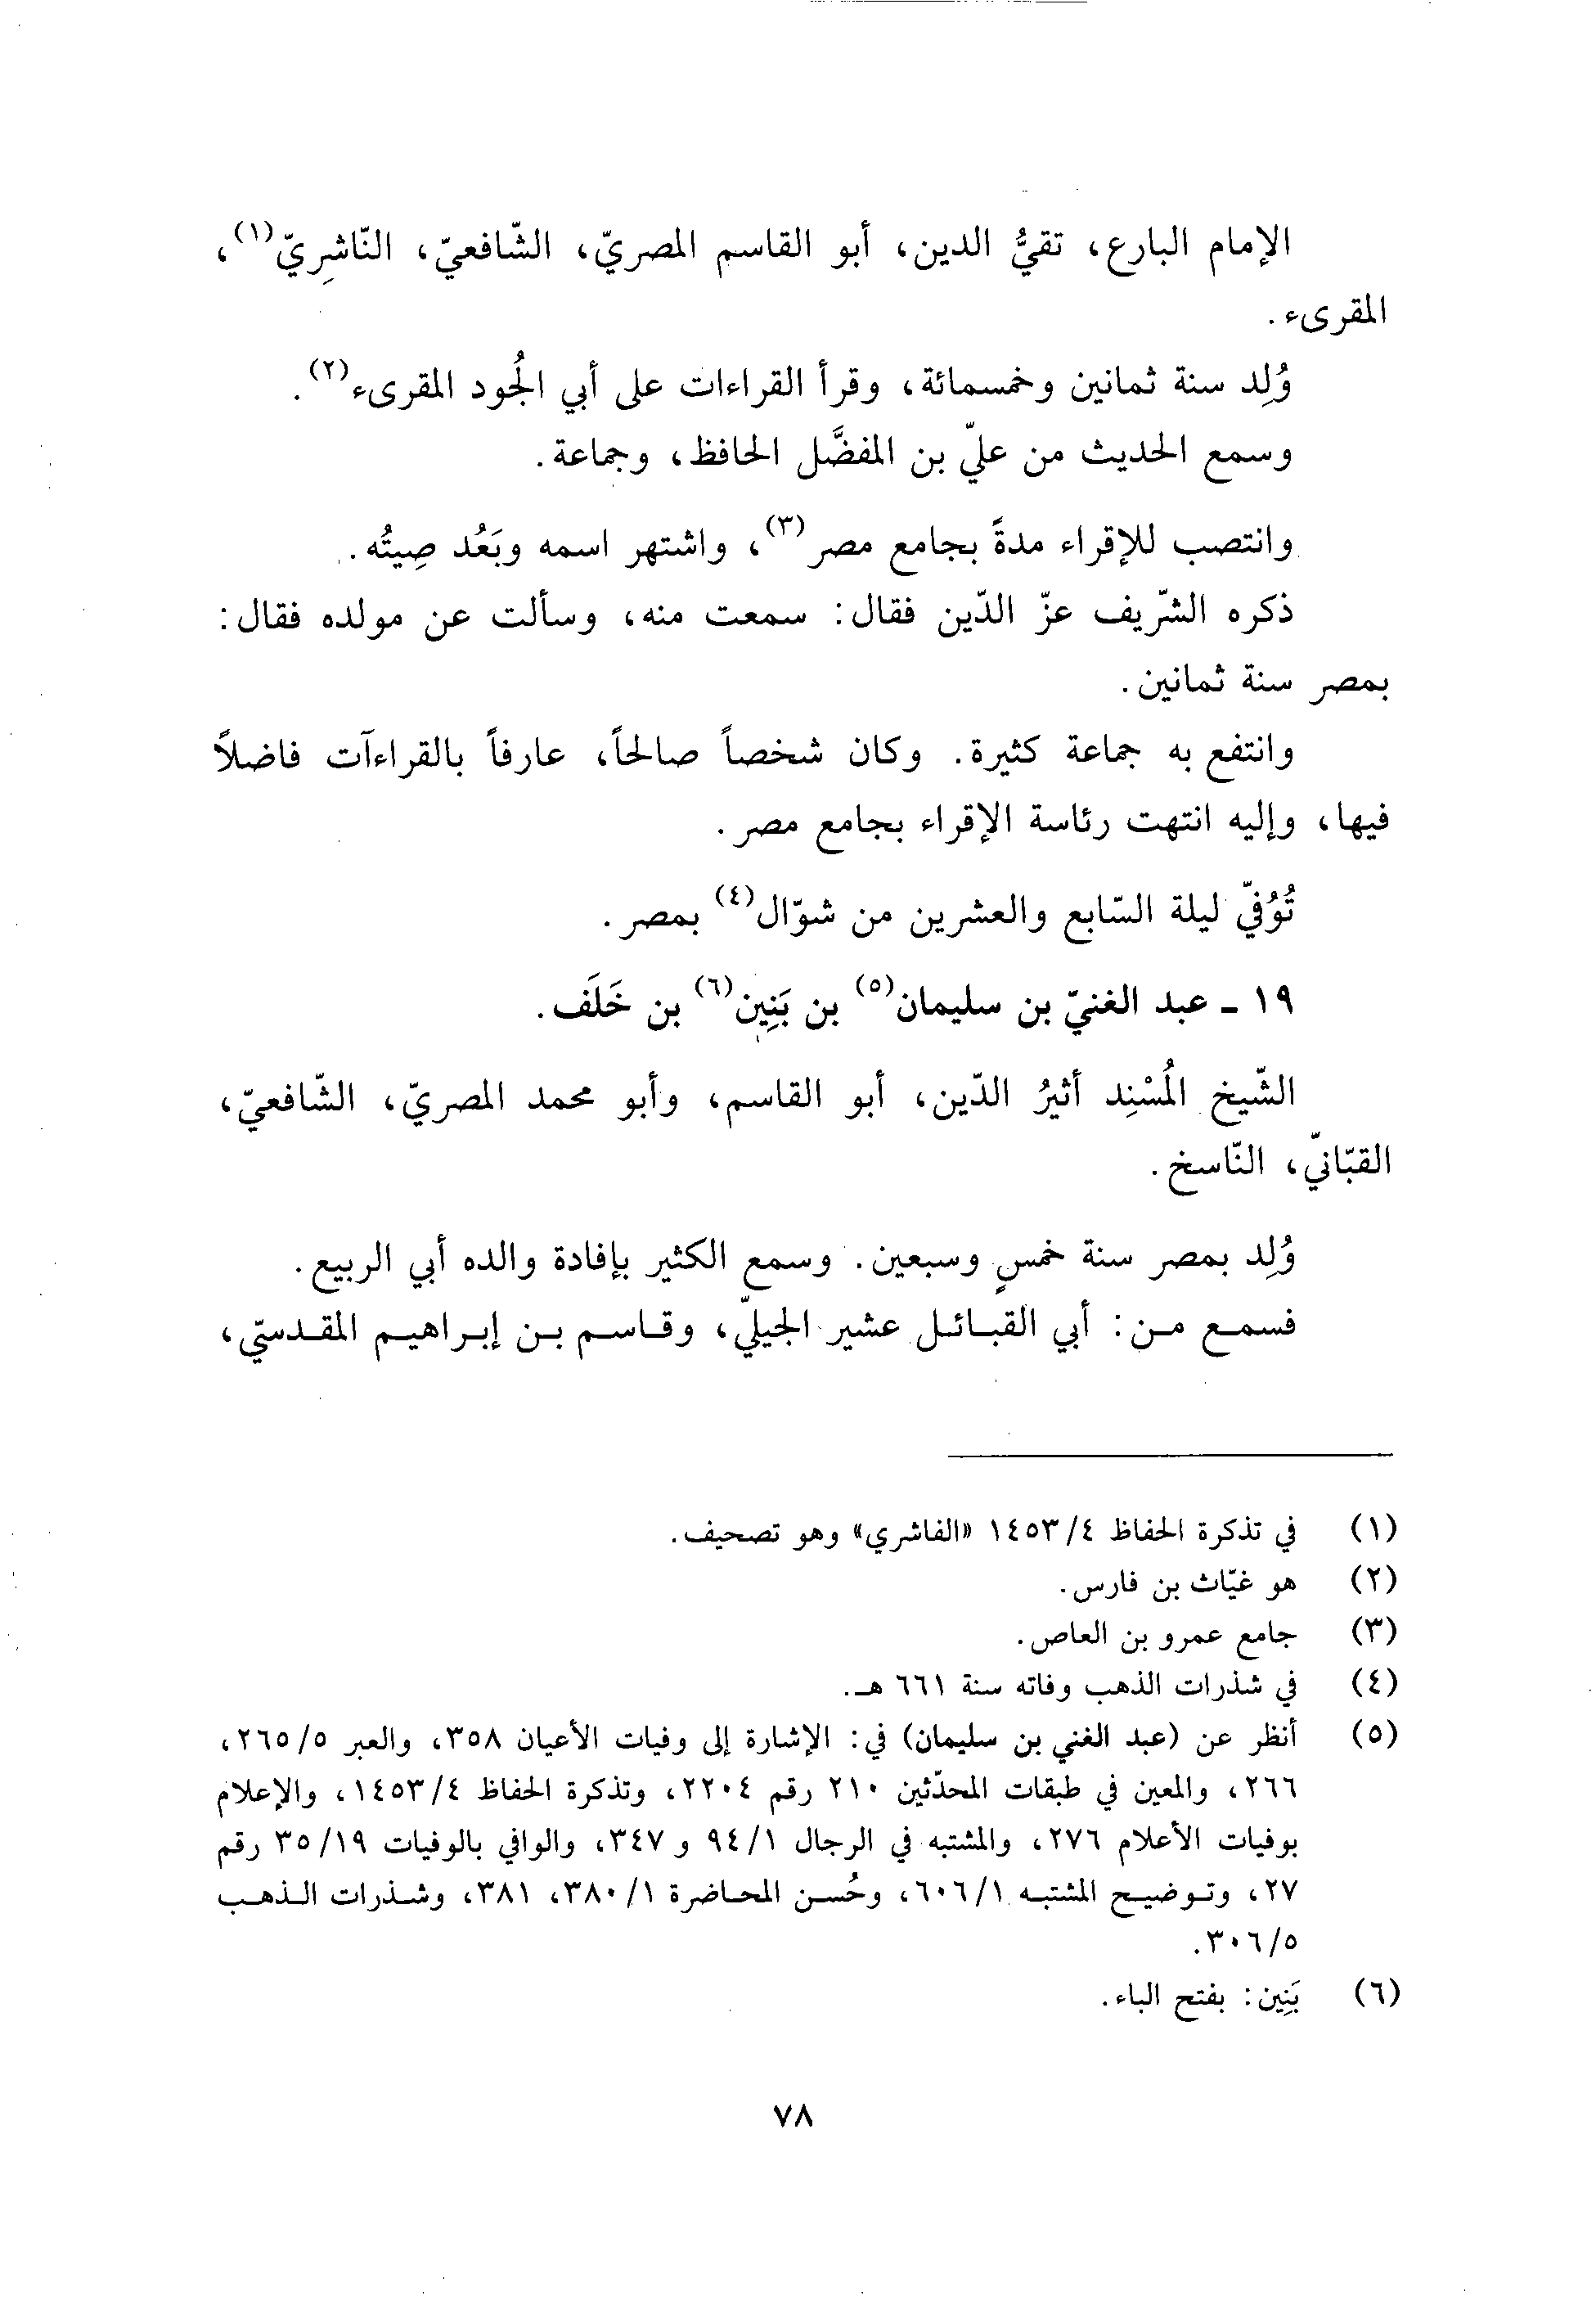 الإمام البارع، تقيُّ الدين، أبو القاسم المصريّ، الشّافعيّ، النّاشِريّ(١)،
المقرىء.
وُلِد سنة ثمانين وخمسمائة، وقرأ القراءات على أبي الجُود المقرىء(٢).
وسمع الحديث من عليّ بن المفضَّل الحافظ، وجماعة.
وانتصب للإقراء مدةً بجامع مصر(٣)، واشتهر اسمه وبَعُد صِيتُه.
ذكره الشّريف عزّ الدّين فقال: سمعت منه، وسألت عن مولده فقال:
بمصر سنة ثمانين.
وانتفع به جماعة كثيرة. وكان شخصاً صالحاً، عارفاً بالقراءآت فاضلاً
فيها، وإليه انتهت رئاسة الإقراء بجامع مصر.
تُوُفيّ ليلة السّابع والعشرين من شوّال(٤) بمصر.
١٩ ـ عبد الغنيّ بن سليمان(٥) بن بَنِين(٦) بن خَلَف.
الشّيخ المُسْنِد أثيرُ الدّين، أبو القاسم، وأبو محمد المصريّ، الشّافعيّ،
القبّانيّ، النّاسخ.
وُلِد بمصر سنة خمسٍ وسبعين. وسمع الكثير بإفادة والده أبي الربيع.
فسمع من: أبي القبائل عشير الجيليّ، وقاسم بن إبراهيم المقدسيّ،
(١) في تذكرة الحفاظ ١٤٥٣/٤ «الفاشري» وهو تصحيف.
(٢) هو غيّاث بن فارس.
(٣) جامع عمرو بن العاص.
(٤) في شذرات الذهب وفاته سنة ٦٦١ هـ.
(٥) أنظر عن (عبد الغني بن سليمان) في: الإشارة إلى وفيات الأعيان ٣٥٨، والعبر ٢٦٥/٥،
٢٦٦، والمعين في طبقات المحدّثين ٢١٠ رقم ٢٢٠٤، وتذكرة الحفاظ ١٤٥٣/٤، والإعلام
بوفيات الأعلام ٢٧٦، والمشتبه في الرجال ٩٤/١ و ٣٤٧، والوافي بالوفيات ٣٥/١٩ رقم
٢٧، وتوضيح المشتبه ٦٠٦/١، وحُسن المحاضرة ٣٨٠/١، ٣٨١، وشذرات الذهب
٣٠٦/٥.
(٦) بَنِين: بفتح الباء.
٧٨